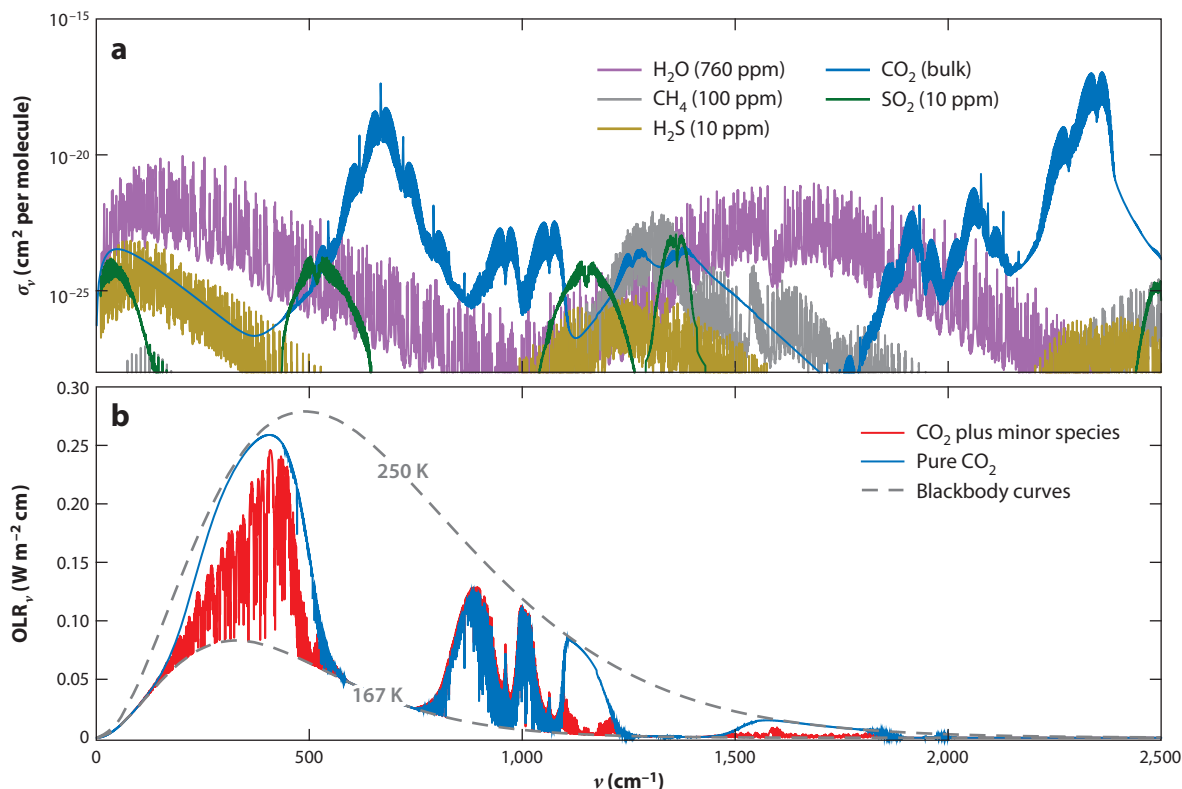 a
10⁻¹⁵
10⁻²⁰
10⁻²⁵
σᵥ (cm² per molecule)
H₂O (760 ppm)
CH₄ (100 ppm)
H₂S (10 ppm)
CO₂ (bulk)
SO₂ (10 ppm)
b
0.30
0.25
0.20
0.15
0.10
0.05
0
OLRᵥ (W m⁻² cm)
250 K
167 K
CO₂ plus minor species
Pure CO₂
Blackbody curves
0
500
1,000
1,500
2,000
2,500
ν (cm⁻¹)